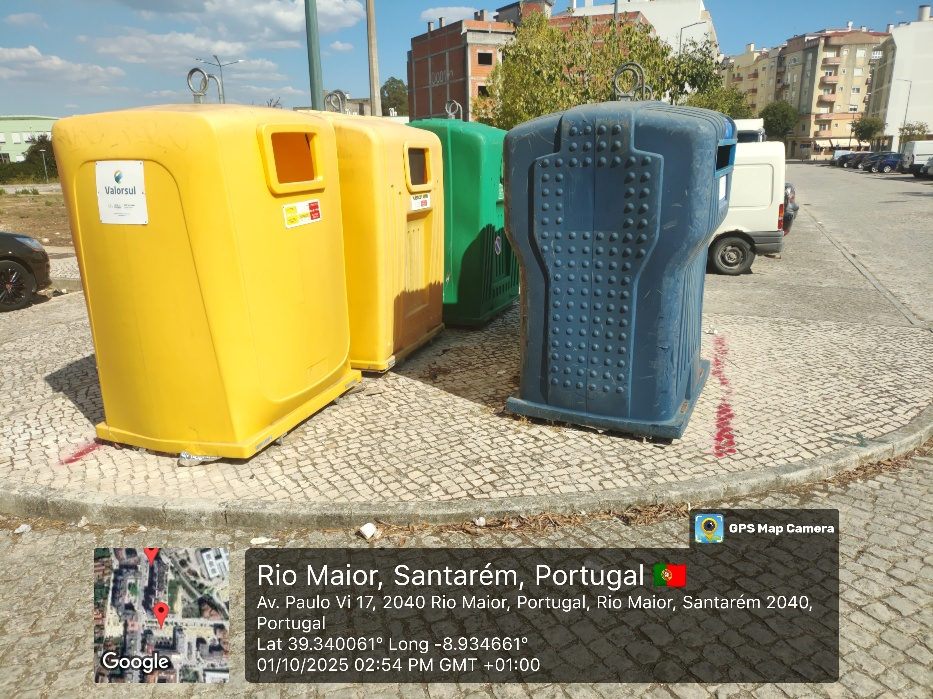 Valorsul
GPS Map Camera
Rio Maior, Santarém, Portugal 🇵🇹
Av. Paulo Vi 17, 2040 Rio Maior, Portugal, Rio Maior, Santarém 2040,
Portugal
Lat 39.340061° Long -8.934661°
01/10/2025 02:54 PM GMT +01:00
Google